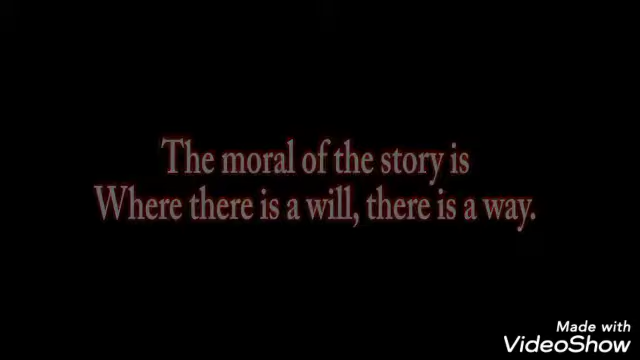 The moral of the story is
Where there is a will, there is a way.
Made with
VideoShow